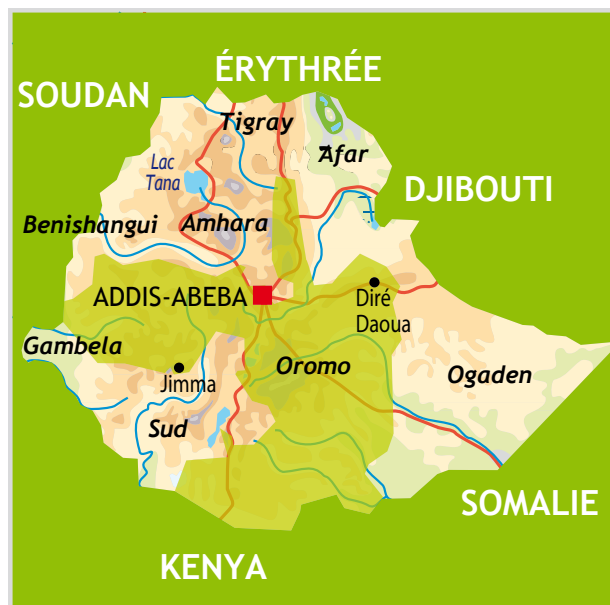 ÉRYTHRÉE
SOUDAN
Tigray
Afar
Lac
Tana
DJIBOUTI
Benishangui
Amhara
ADDIS-ABEBA
Diré
Daoua
Gambela
Oromo
Ogaden
Jimma
Sud
SOMALIE
KENYA